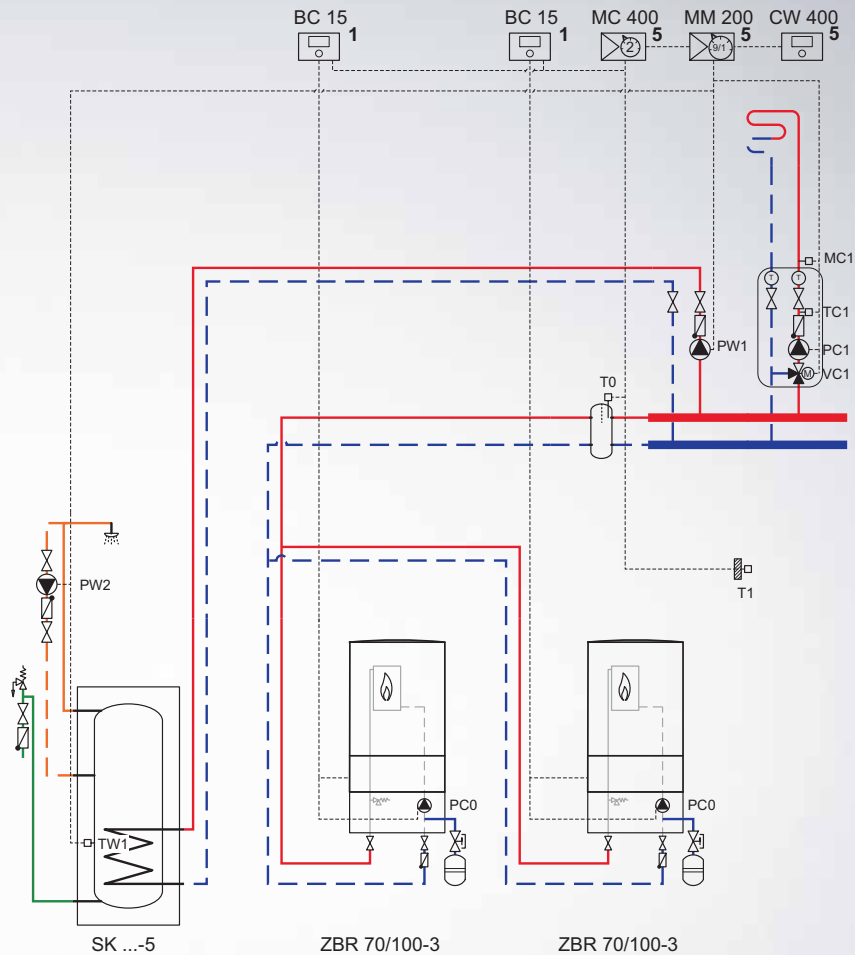 BC 15 BC 15 MC 400 MM 200 CW 400
1 1 5 5 5
2 9/1
MC1
T T
TC1
PW1 PC1
M VC1
T0
PW2
T1
PC0 PC0
TW1
SK ...-5 ZBR 70/100-3 ZBR 70/100-3